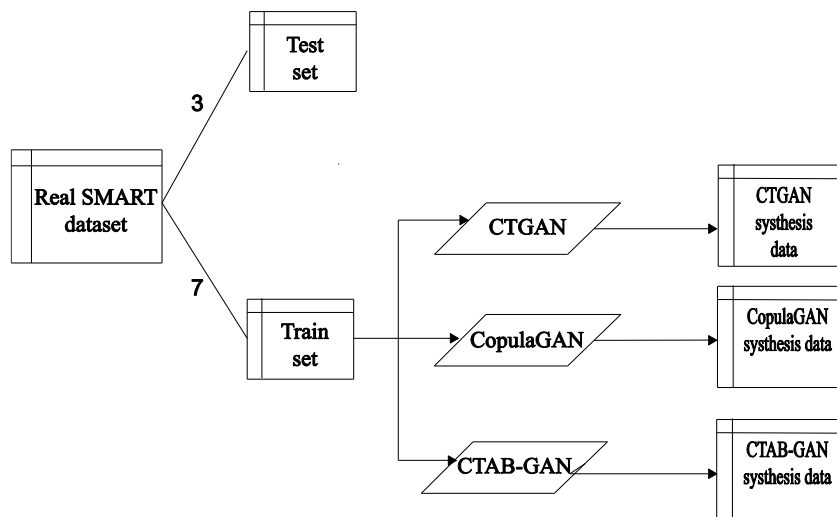 Test
set
3
Real SMART
dataset
7
Train
set
CTGAN
CTGAN
systhesis
data
CopulaGAN
CopulaGAN
systhesis data
CTAB-GAN
CTAB-GAN
systhesis data